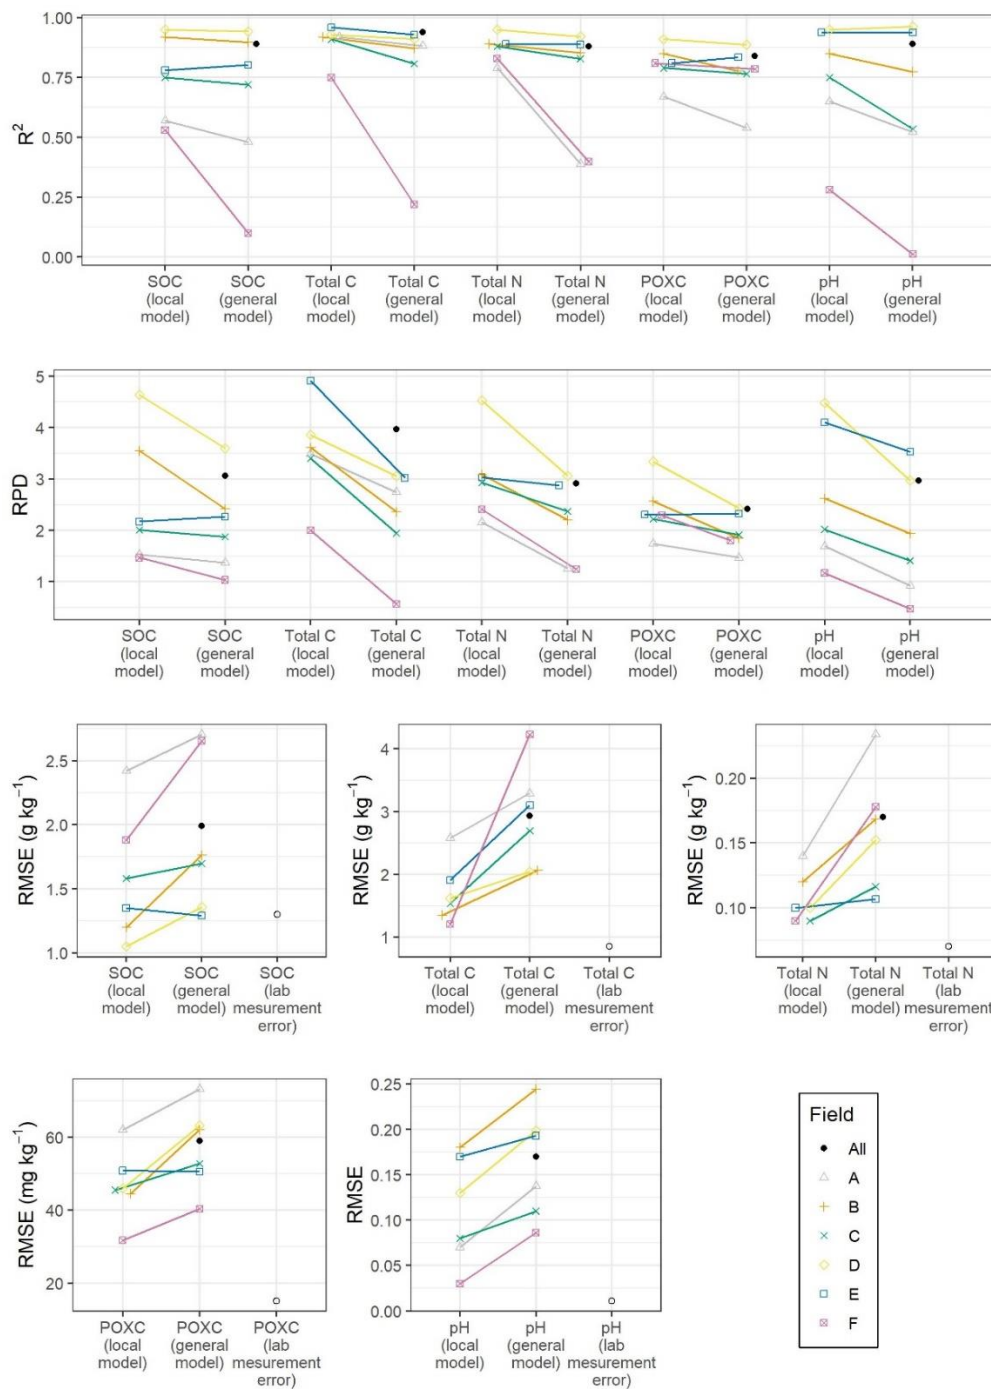 1.00
0.75
0.50
0.25
0.00
R²
SOC SOC Total C Total C Total N Total N POXC POXC pH pH
(local (general (local (general (local (general (local (general (local (general
model) model) model) model) model) model) model) model) model) model)
5
4
3
2
1
RPD
SOC SOC Total C Total C Total N Total N POXC POXC pH pH
(local (general (local (general (local (general (local (general (local (general
model) model) model) model) model) model) model) model) model) model)
2.5
2.0
1.5
1.0
RMSE (g kg⁻¹)
SOC SOC SOC
(local (general (lab
model) model) mesurement
error)
4
3
2
1
RMSE (g kg⁻¹)
Total C Total C Total C
(local (general (lab
model) model) mesurement
error)
0.20
0.15
0.10
RMSE (g kg⁻¹)
Total N Total N Total N
(local (general (lab
model) model) mesurement
error)
60
40
20
RMSE (mg kg⁻¹)
POXC POXC POXC
(local (general (lab
model) model) mesurement
error)
0.25
0.20
0.15
0.10
0.05
0.00
RMSE
pH pH pH
(local (general (lab
model) model) mesurement
error)
Field
All
A
B
C
D
E
F